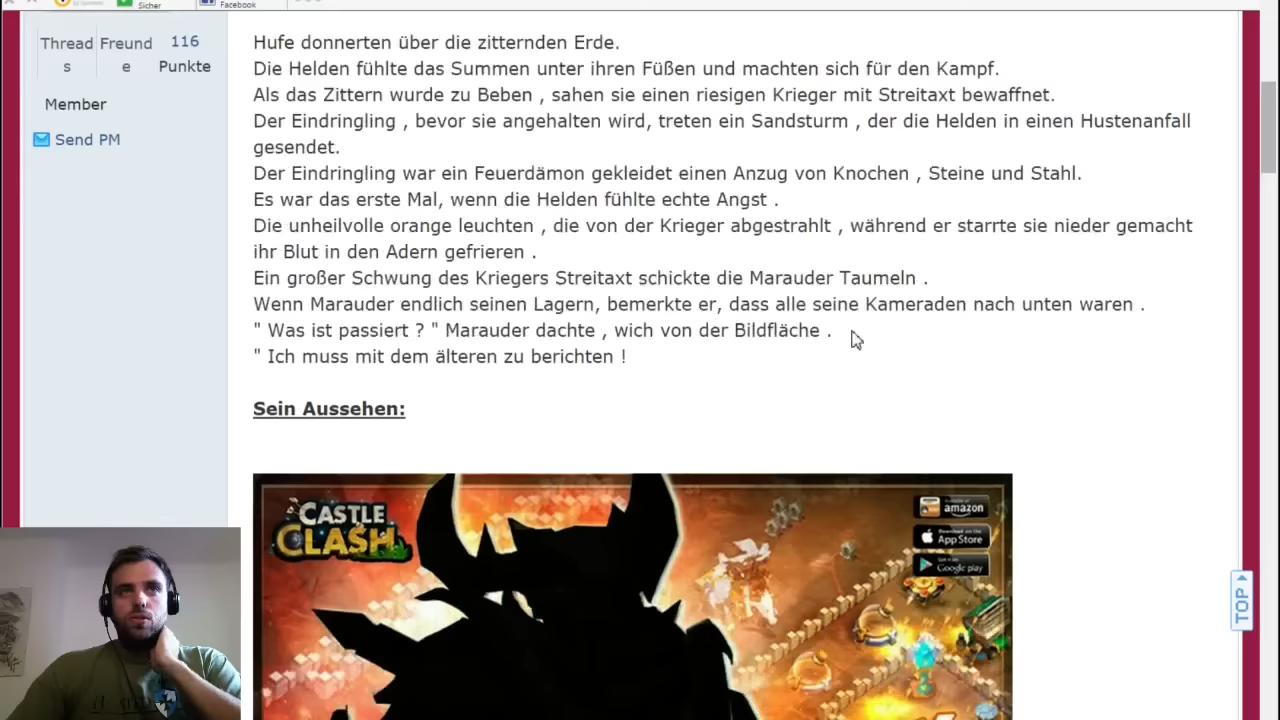 Sicher
Facebook
Thread
s
Freund
e
116
Punkte
Member
Send PM
Hufe donnerten über die zitternden Erde.
Die Helden fühlte das Summen unter ihren Füßen und machten sich für den Kampf.
Als das Zittern wurde zu Beben , sahen sie einen riesigen Krieger mit Streitaxt bewaffnet.
Der Eindringling , bevor sie angehalten wird, treten ein Sandsturm , der die Helden in einen Hustenanfall
gesendet.
Der Eindringling war ein Feuerdämon gekleidet einen Anzug von Knochen , Steine und Stahl.
Es war das erste Mal, wenn die Helden fühlte echte Angst .
Die unheilvolle orange leuchten , die von der Krieger abgestrahlt , während er starrte sie nieder gemacht
ihr Blut in den Adern gefrieren .
Ein großer Schwung des Kriegers Streitaxt schickte die Marauder Taumeln .
Wenn Marauder endlich seinen Lagern, bemerkte er, dass alle seine Kameraden nach unten waren .
" Was ist passiert ? " Marauder dachte , wich von der Bildfläche .
" Ich muss mit dem älteren zu berichten !
Sein Aussehen:
CASTLE
CLASH
amazon
App Store
Google play
TOP